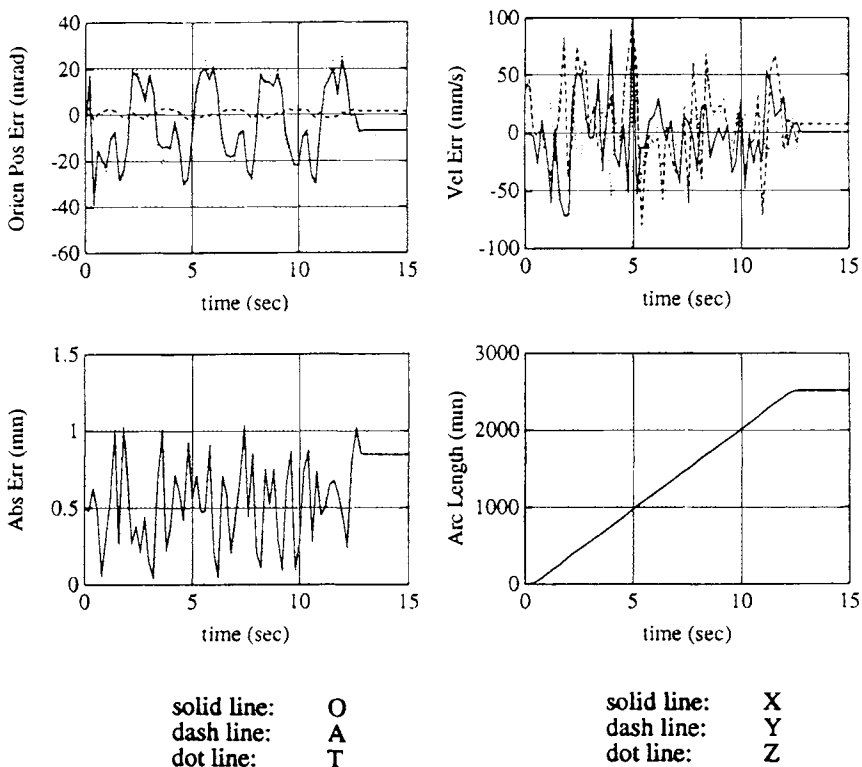 40
20
0
-20
-40
-60
Orien Pos Err (mrad)
0 5 10 15
time (sec)
100
50
0
-50
-100
Vel Err (mm/s)
0 5 10 15
time (sec)
1.5
1
0.5
0
Abs Err (mm)
0 5 10 15
time (sec)
3000
2000
1000
0
Arc Length (mm)
0 5 10 15
time (sec)
solid line: O
dash line: A
dot line: T
solid line: X
dash line: Y
dot line: Z